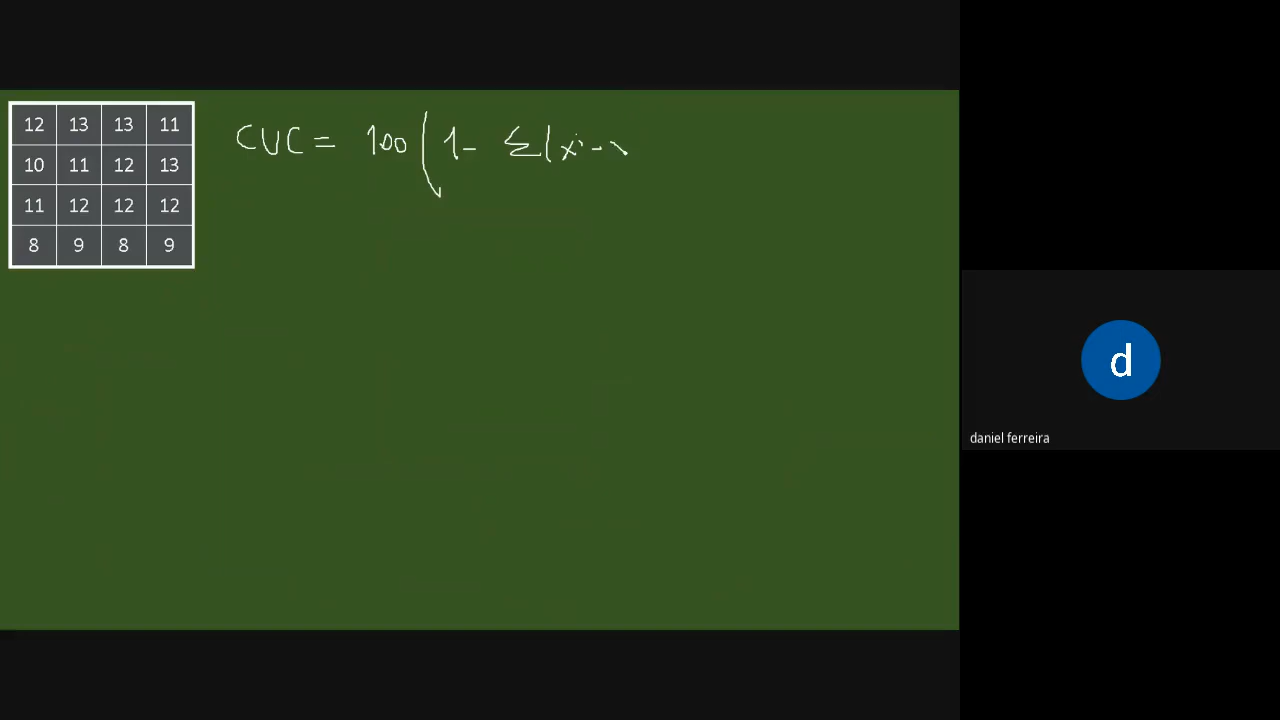 12 13 13 11
10 11 12 13
11 12 12 12
8 9 8 9
CUC = 100 ( 1 - Σ|xi - x
d
daniel ferreira